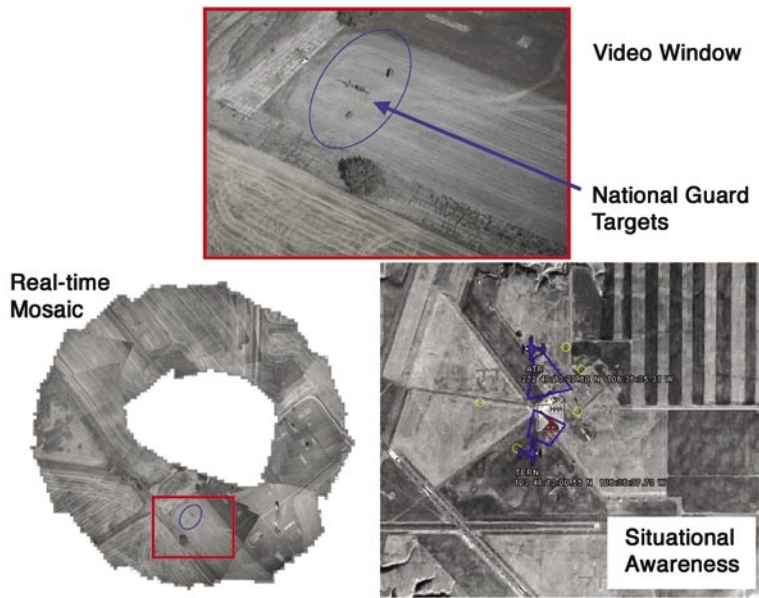 Video Window
National Guard
Targets
Real-time
Mosaic
ATR
TERN
Situational
Awareness